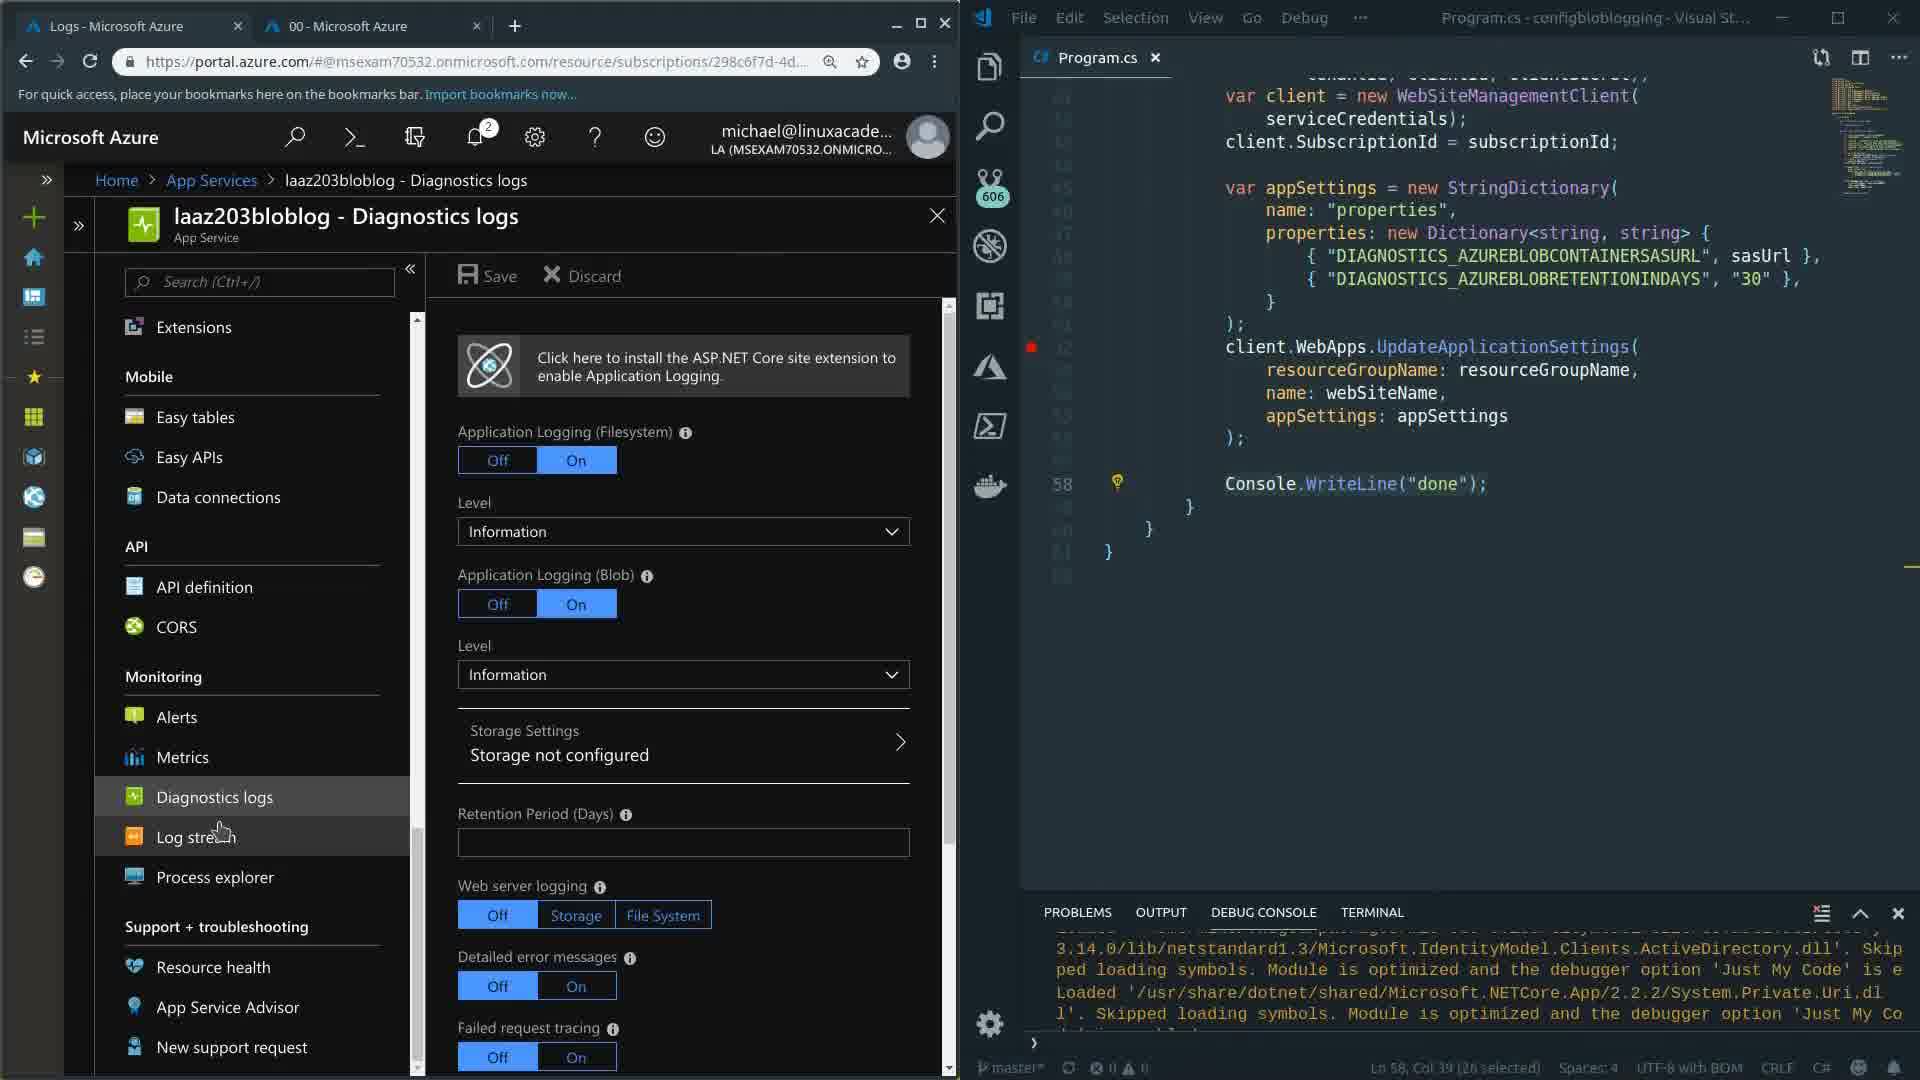 Logs - Microsoft Azure
00 - Microsoft Azure
https://portal.azure.com/#@msexam70532.onmicrosoft.com/resource/subscriptions/298c6f7d-4d...
For quick access, place your bookmarks here on the bookmarks bar. Import bookmarks now...
Microsoft Azure
2
michael@linuxacade...
LA (MSEXAM70532.ONMICRO...
Home > App Services > laaz203bloblog - Diagnostics logs
laaz203bloblog - Diagnostics logs
App Service
Search (Ctrl+/)
Extensions
Mobile
Easy tables
Easy APIs
Data connections
API
API definition
CORS
Monitoring
Alerts
Metrics
Diagnostics logs
Log stream
Process explorer
Support + troubleshooting
Resource health
App Service Advisor
New support request
Save
Discard
Click here to install the ASP.NET Core site extension to
enable Application Logging.
Application Logging (Filesystem)
Off On
Level
Information
Application Logging (Blob)
Off On
Level
Information
Storage Settings
Storage not configured
Retention Period (Days)
Web server logging
Off Storage File System
Detailed error messages
Off On
Failed request tracing
Off On
File Edit Selection View Go Debug ... Program.cs - configbloblogging - Visual St...
606
C# Program.cs
var client = new WebSiteManagementClient(
serviceCredentials);
client.SubscriptionId = subscriptionId;
var appSettings = new StringDictionary(
name: "properties",
properties: new Dictionary<string, string> {
{ "DIAGNOSTICS_AZUREBLOBCONTAINERSASURL", sasUrl },
{ "DIAGNOSTICS_AZUREBLOBRETENTIONINDAYS", "30" },
}
);
client.WebApps.UpdateApplicationSettings(
resourceGroupName: resourceGroupName,
name: webSiteName,
appSettings: appSettings
);
58 Console.WriteLine("done");
}
}
}
PROBLEMS OUTPUT DEBUG CONSOLE TERMINAL
3.14.0/lib/netstandard1.3/Microsoft.IdentityModel.Clients.ActiveDirectory.dll'. Skip
ped loading symbols. Module is optimized and the debugger option 'Just My Code' is e
Loaded '/usr/share/dotnet/shared/Microsoft.NETCore.App/2.2.2/System.Private.Uri.dl
l'. Skipped loading symbols. Module is optimized and the debugger option 'Just My Co
master* 0 0 Ln 58, Col 39 (26 selected) Spaces: 4 UTF-8 with BOM CRLF C#